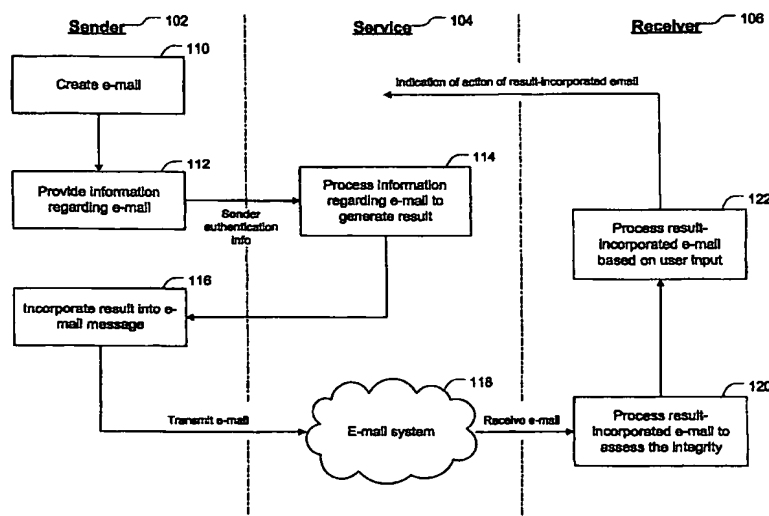 Sender 102
Service 104
Receiver 106
110
Create e-mail
Indication of action of result-incorporated email
112
Provide information
regarding e-mail
Sender
authentication
info
114
Process information
regarding e-mail to
generate result
122
Process result-
incorporated e-mail
based on user input
116
Incorporate result into e-
mail message
118
Transmit e-mail
E-mail system
Receive e-mail
120
Process result-
incorporated e-mail to
assess the integrity